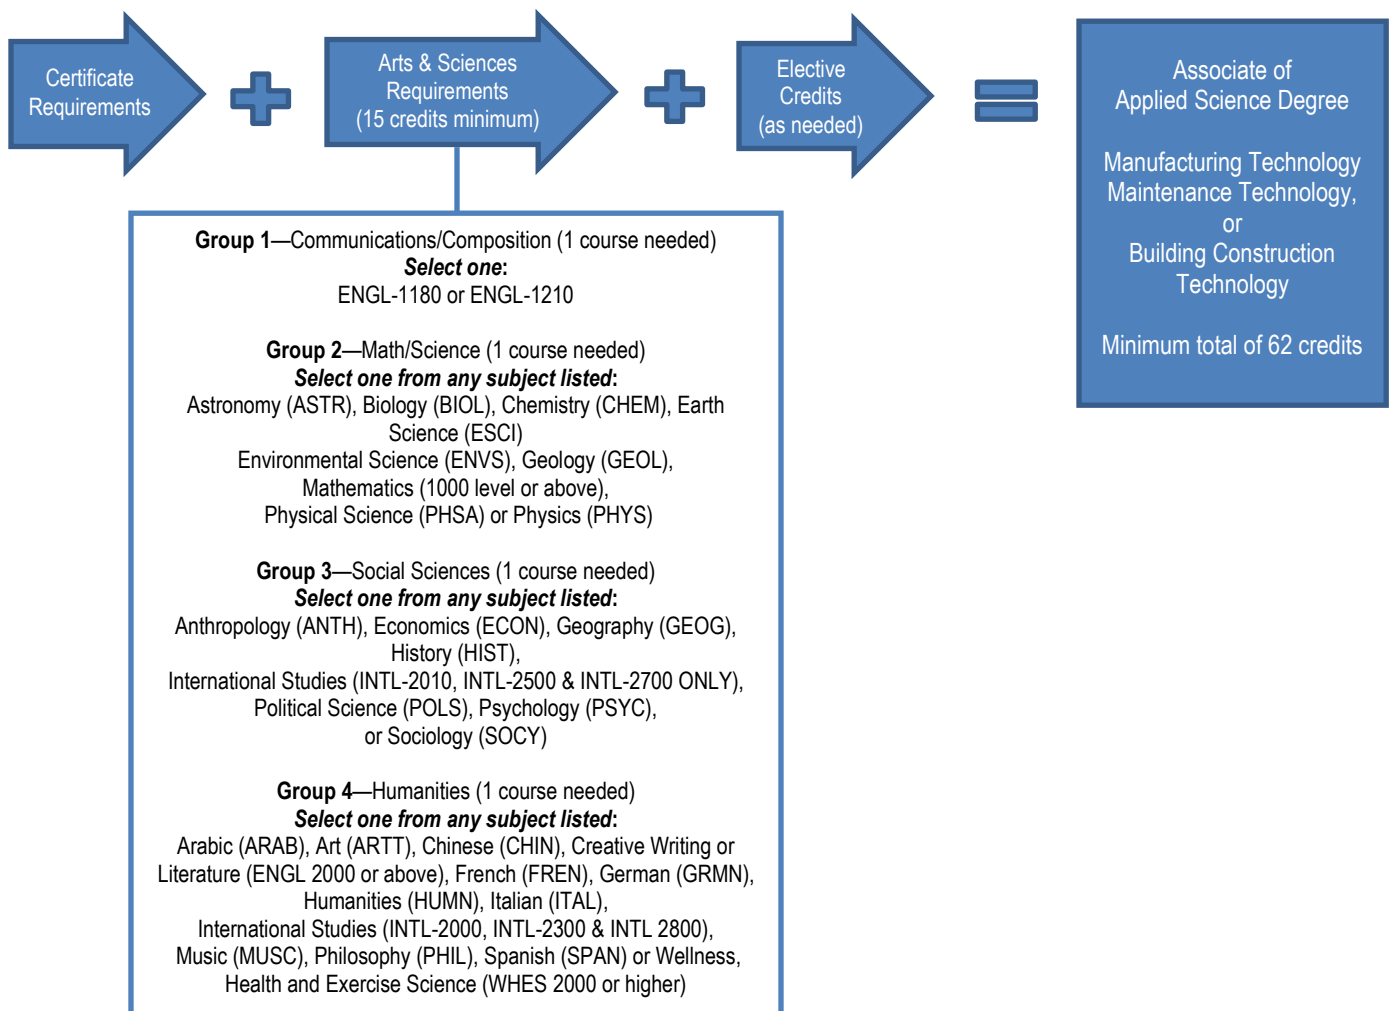 Certificate
Requirements
Arts & Sciences
Requirements
(15 credits minimum)
Elective
Credits
(as needed)
Associate of
Applied Science Degree
Manufacturing Technology
Maintenance Technology,
or
Building Construction
Technology
Minimum total of 62 credits
Group 1—Communications/Composition (1 course needed)
Select one:
ENGL-1180 or ENGL-1210
Group 2—Math/Science (1 course needed)
Select one from any subject listed:
Astronomy (ASTR), Biology (BIOL), Chemistry (CHEM), Earth
Science (ESCI)
Environmental Science (ENVS), Geology (GEOL),
Mathematics (1000 level or above),
Physical Science (PHSA) or Physics (PHYS)
Group 3—Social Sciences (1 course needed)
Select one from any subject listed:
Anthropology (ANTH), Economics (ECON), Geography (GEOG),
History (HIST),
International Studies (INTL-2010, INTL-2500 & INTL-2700 ONLY),
Political Science (POLS), Psychology (PSYC),
or Sociology (SOCY)
Group 4—Humanities (1 course needed)
Select one from any subject listed:
Arabic (ARAB), Art (ARTT), Chinese (CHIN), Creative Writing or
Literature (ENGL 2000 or above), French (FREN), German (GRMN),
Humanities (HUMN), Italian (ITAL),
International Studies (INTL-2000, INTL-2300 & INTL 2800),
Music (MUSC), Philosophy (PHIL), Spanish (SPAN) or Wellness,
Health and Exercise Science (WHES 2000 or higher)